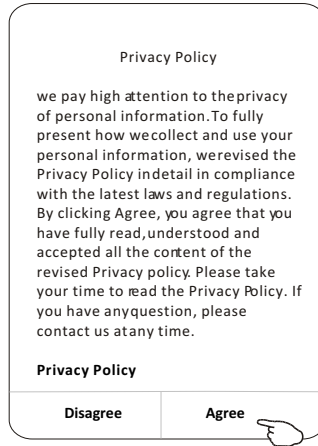 Privacy Policy
we pay high attention to theprivacy
of personal information.To fully
present how wecollect and use your
personal information, werevised the
Privacy Policy indetail in compliance
with the latest laws and regulations.
By clicking Agree, you agree that you
have fully read,understood and
accepted all the content of the
revised Privacy policy. Please take
your time to read the Privacy Policy. If
you have anyquestion, please
contact us atany time.
Privacy Policy
Disagree Agree